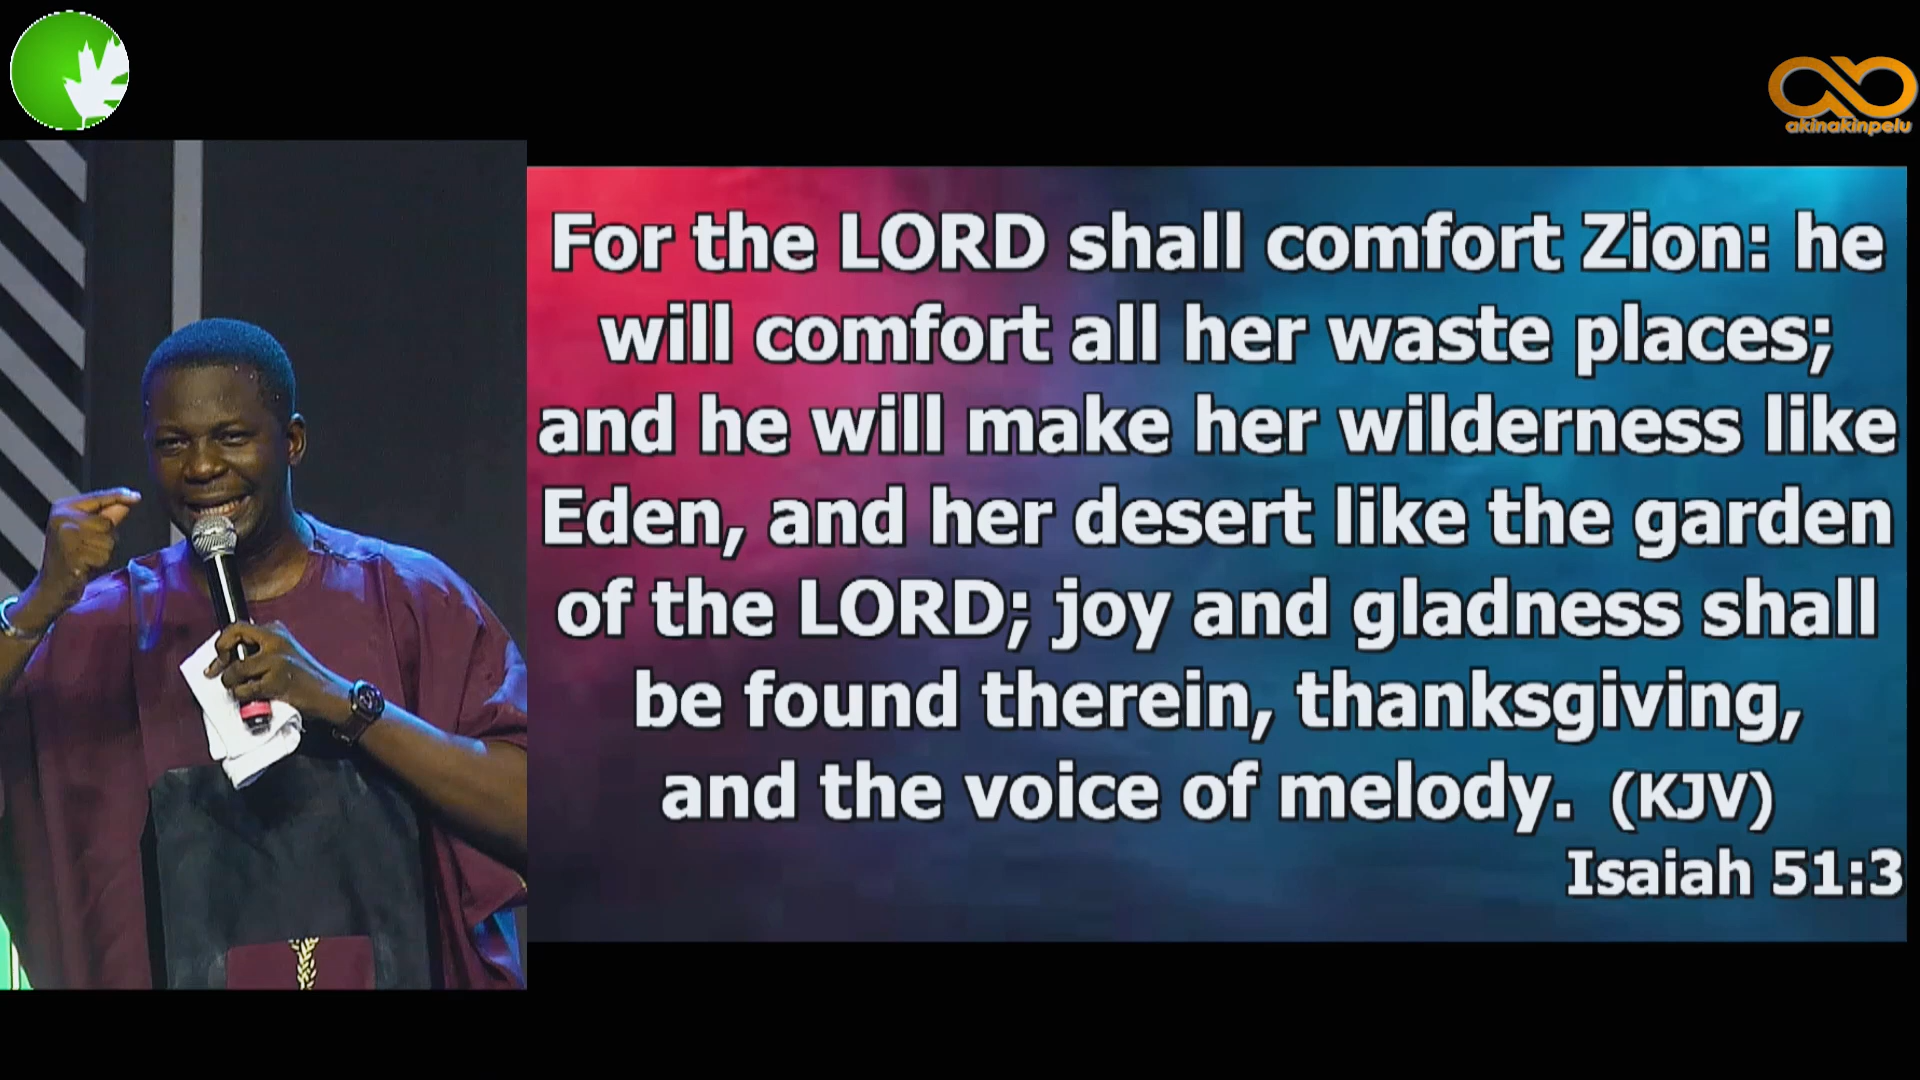 akinakinpelu
For the LORD shall comfort Zion: he
will comfort all her waste places;
and he will make her wilderness like
Eden, and her desert like the garden
of the LORD; joy and gladness shall
be found therein, thanksgiving,
and the voice of melody. (KJV)
Isaiah 51:3